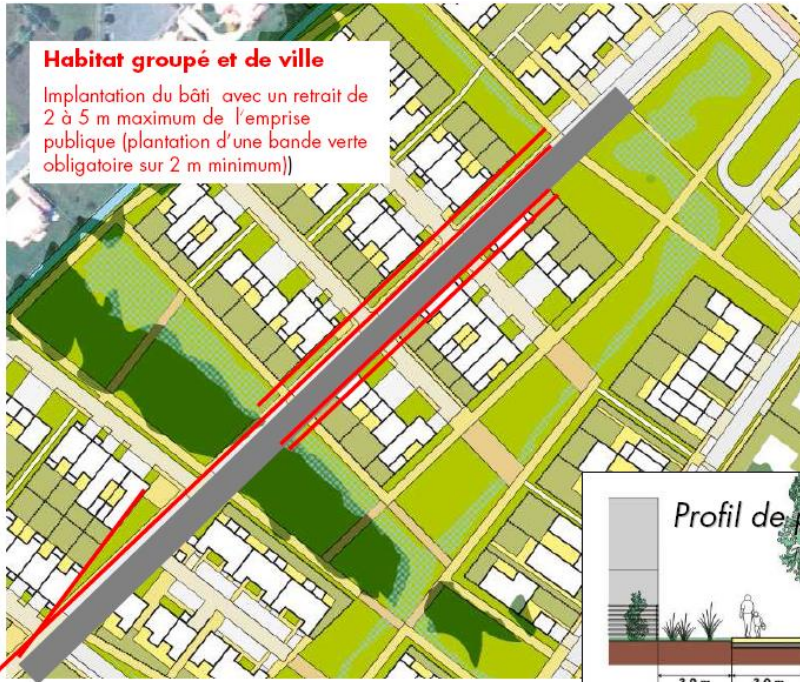 Habitat groupé et de ville
Implantation du bâti avec un retrait de
2 à 5 m maximum de l'emprise
publique (plantation d'une bande verte
obligatoire sur 2 m minimum))
Profil de